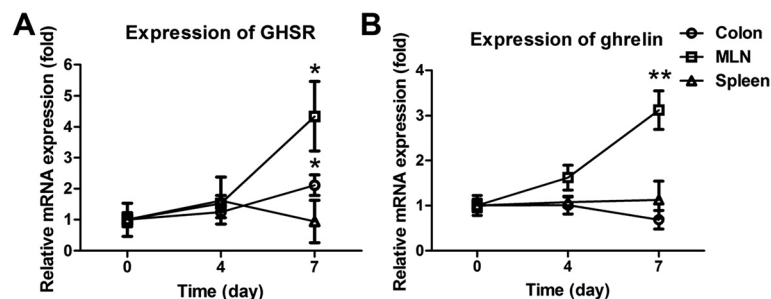 A
Expression of GHSR
Relative mRNA expression (fold)
6
5
4
3
2
1
0
*
*
0 4 7
Time (day)
B
Expression of ghrelin
Relative mRNA expression (fold)
4
3
2
1
0
**
0 4 7
Time (day)
Colon
MLN
Spleen